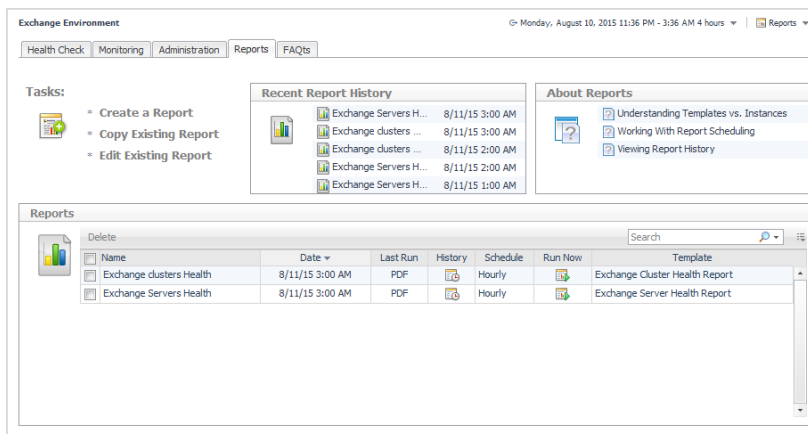 Exchange Environment
Monday, August 10, 2015 11:36 PM - 3:36 AM 4 hours
Reports
Health Check Monitoring Administration Reports FAQts
Tasks:
Create a Report
Copy Existing Report
Edit Existing Report
Recent Report History
Exchange Servers H... 8/11/15 3:00 AM
Exchange clusters ... 8/11/15 3:00 AM
Exchange clusters ... 8/11/15 2:00 AM
Exchange Servers H... 8/11/15 2:00 AM
Exchange Servers H... 8/11/15 1:00 AM
About Reports
Understanding Templates vs. Instances
Working With Report Scheduling
Viewing Report History
Reports
Delete Search
Name Date Last Run History Schedule Run Now Template
Exchange clusters Health 8/11/15 3:00 AM PDF Hourly Exchange Cluster Health Report
Exchange Servers Health 8/11/15 3:00 AM PDF Hourly Exchange Server Health Report